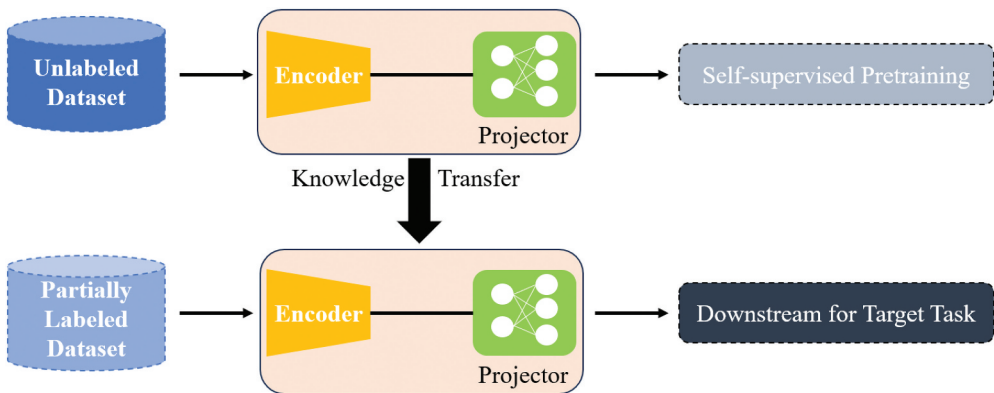 Unlabeled
Dataset
Encoder
Projector
Self-supervised Pretraining
Knowledge Transfer
Partially
Labeled
Dataset
Encoder
Projector
Downstream for Target Task